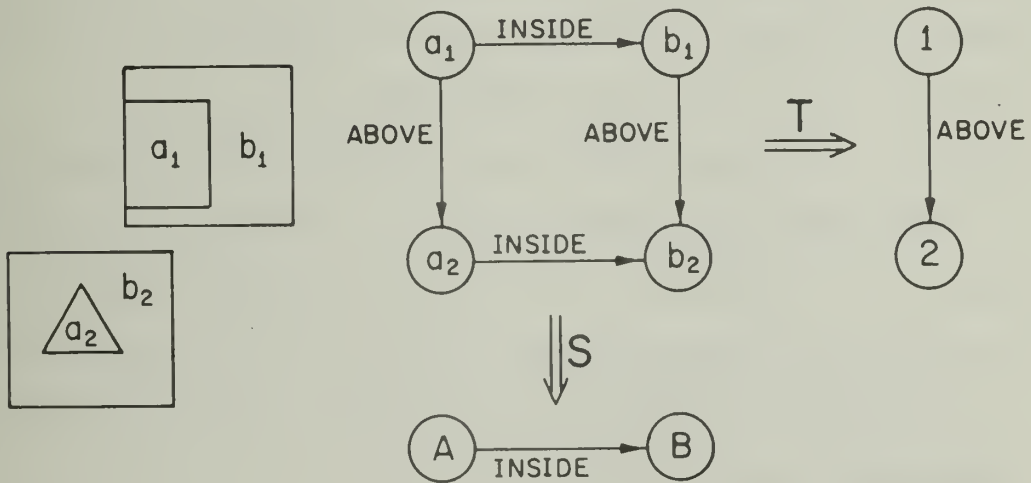 a₁ INSIDE b₁ 1
a₁ b₁
ABOVE ABOVE T ABOVE
a₂ INSIDE b₂ 2
b₂
a₂
S
A INSIDE B